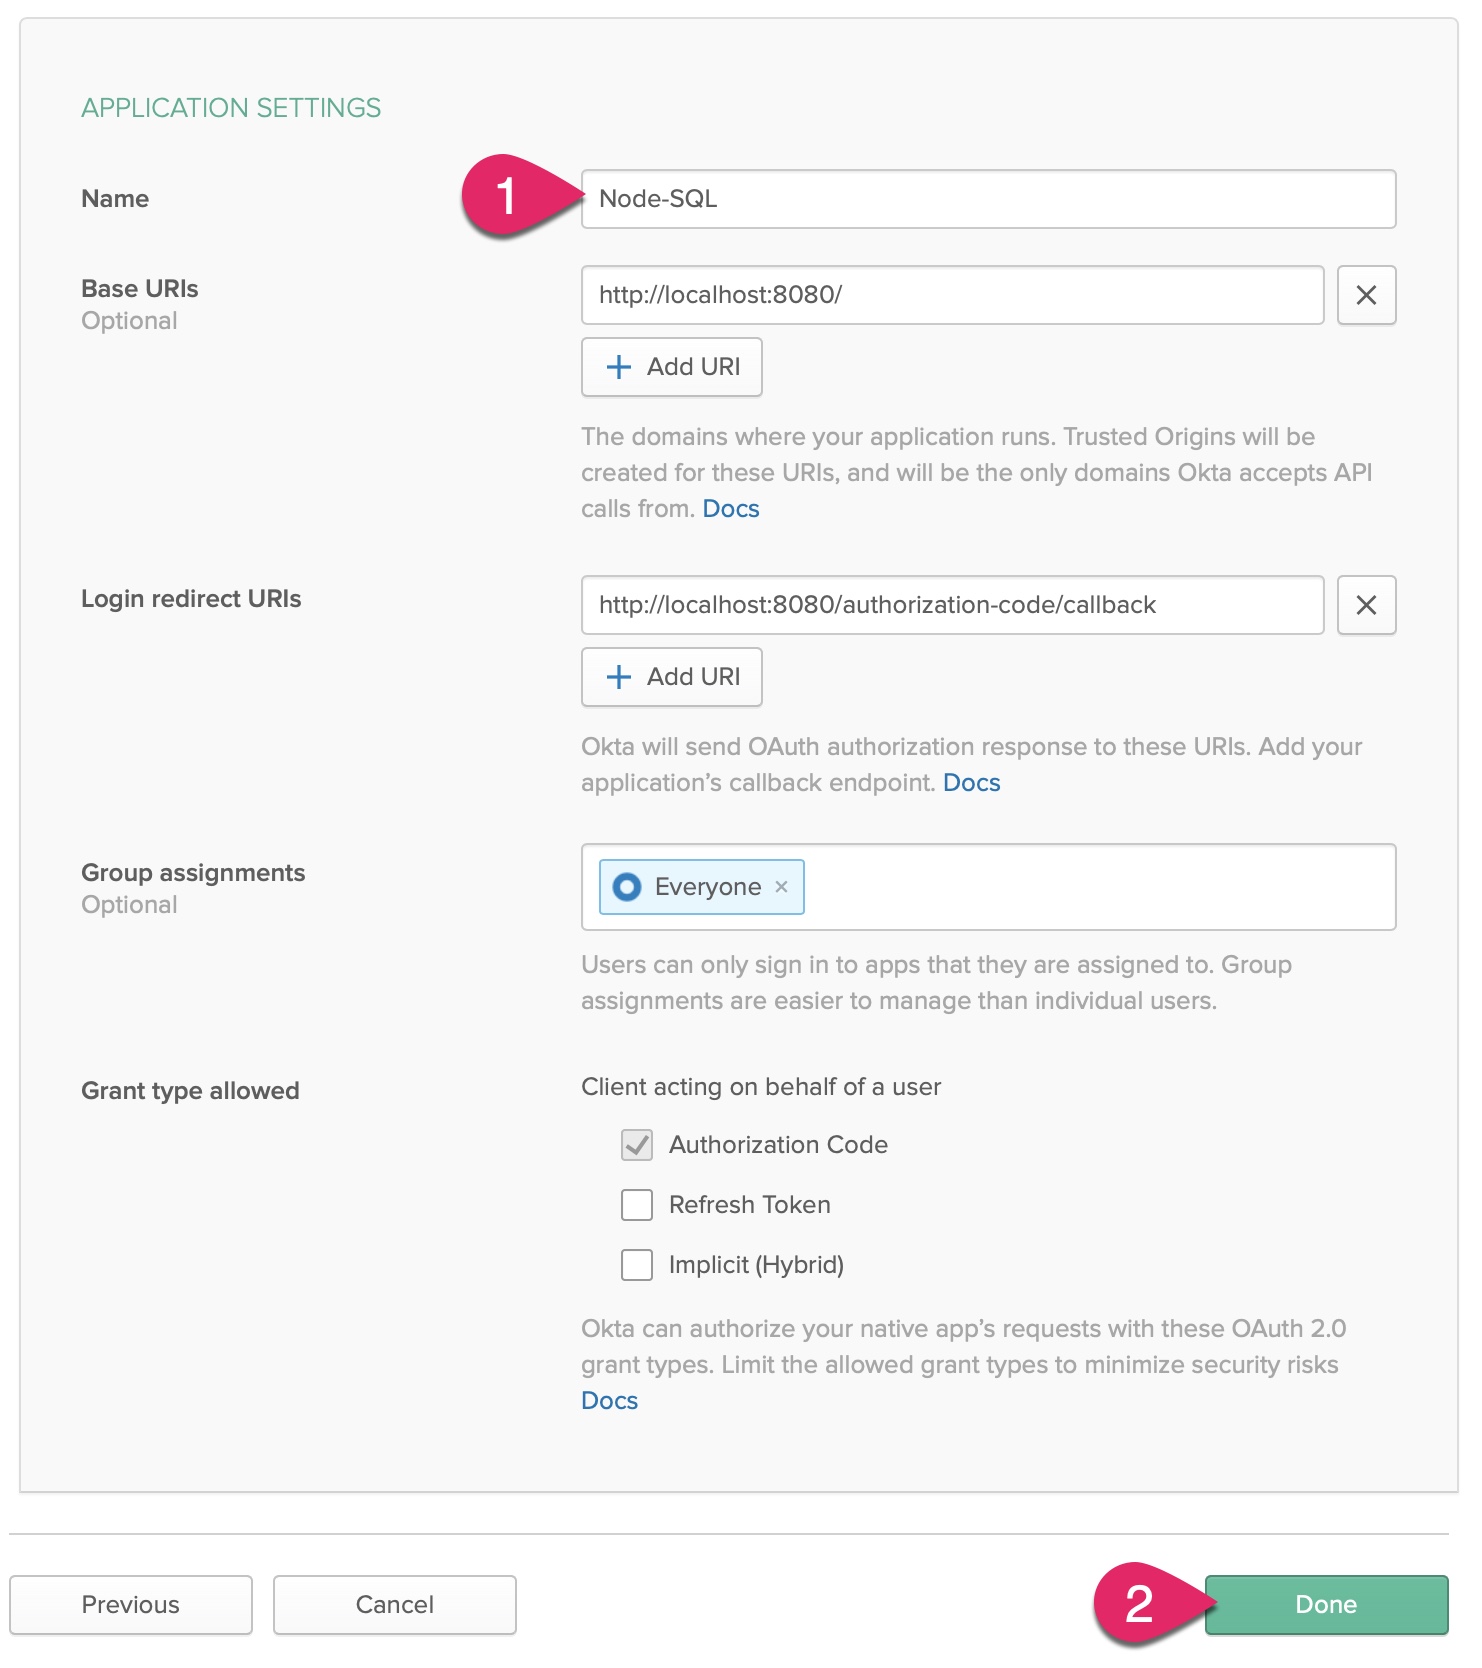 APPLICATION SETTINGS
Name
1
Node-SQL
Base URIs
Optional
http://localhost:8080/
Add URI
The domains where your application runs. Trusted Origins will be
created for these URIs, and will be the only domains Okta accepts API
calls from. Docs
Login redirect URIs
http://localhost:8080/authorization-code/callback
Add URI
Okta will send OAuth authorization response to these URIs. Add your
application’s callback endpoint. Docs
Group assignments
Optional
Everyone
Users can only sign in to apps that they are assigned to. Group
assignments are easier to manage than individual users.
Grant type allowed
Client acting on behalf of a user
Authorization Code
Refresh Token
Implicit (Hybrid)
Okta can authorize your native app’s requests with these OAuth 2.0
grant types. Limit the allowed grant types to minimize security risks
Docs
Previous
Cancel
2
Done